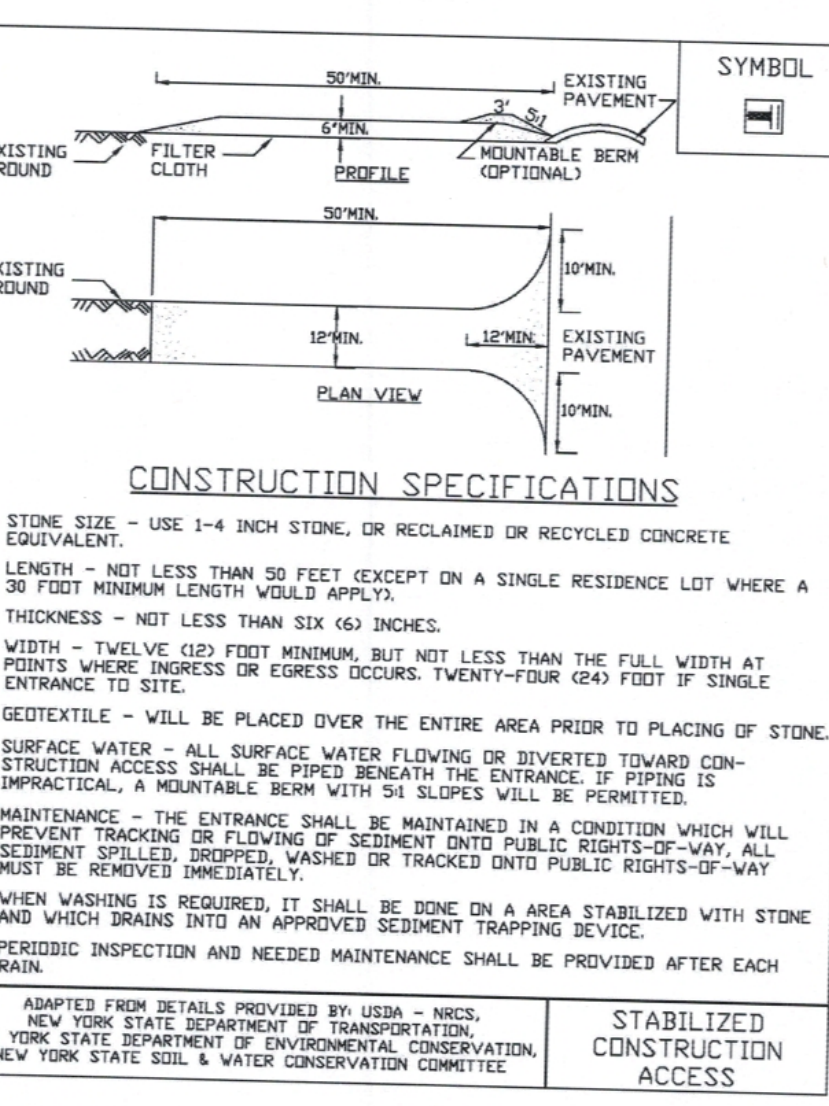 SYMBOL
50'MIN.
EXISTING
PAVEMENT
3'
5:1
6"MIN.
XISTING
ROUND
FILTER
CLOTH
PROFILE
MOUNTABLE BERM
(OPTIONAL)
50'MIN.
10'MIN.
XISTING
ROUND
12'MIN.
12'MIN.
EXISTING
PAVEMENT
PLAN VIEW
10'MIN.
CONSTRUCTION SPECIFICATIONS
STONE SIZE - USE 1-4 INCH STONE, OR RECLAIMED OR RECYCLED CONCRETE
EQUIVALENT.
LENGTH - NOT LESS THAN 50 FEET (EXCEPT ON A SINGLE RESIDENCE LOT WHERE A
30 FOOT MINIMUM LENGTH WOULD APPLY).
THICKNESS - NOT LESS THAN SIX (6) INCHES.
WIDTH - TWELVE (12) FOOT MINIMUM, BUT NOT LESS THAN THE FULL WIDTH AT
POINTS WHERE INGRESS OR EGRESS OCCURS. TWENTY-FOUR (24) FOOT IF SINGLE
ENTRANCE TO SITE.
GEOTEXTILE - WILL BE PLACED OVER THE ENTIRE AREA PRIOR TO PLACING OF STONE.
SURFACE WATER - ALL SURFACE WATER FLOWING OR DIVERTED TOWARD CON-
STRUCTION ACCESS SHALL BE PIPED BENEATH THE ENTRANCE. IF PIPING IS
IMPRACTICAL, A MOUNTABLE BERM WITH 5:1 SLOPES WILL BE PERMITTED.
MAINTENANCE - THE ENTRANCE SHALL BE MAINTAINED IN A CONDITION WHICH WILL
PREVENT TRACKING OR FLOWING OF SEDIMENT ONTO PUBLIC RIGHTS-OF-WAY, ALL
SEDIMENT SPILLED, DROPPED, WASHED OR TRACKED ONTO PUBLIC RIGHTS-OF-WAY
MUST BE REMOVED IMMEDIATELY.
WHEN WASHING IS REQUIRED, IT SHALL BE DONE ON A AREA STABILIZED WITH STONE
AND WHICH DRAINS INTO AN APPROVED SEDIMENT TRAPPING DEVICE.
PERIODIC INSPECTION AND NEEDED MAINTENANCE SHALL BE PROVIDED AFTER EACH
RAIN.
ADAPTED FROM DETAILS PROVIDED BY: USDA - NRCS,
NEW YORK STATE DEPARTMENT OF TRANSPORTATION,
YORK STATE DEPARTMENT OF ENVIRONMENTAL CONSERVATION,
NEW YORK STATE SOIL & WATER CONSERVATION COMMITTEE
STABILIZED
CONSTRUCTION
ACCESS